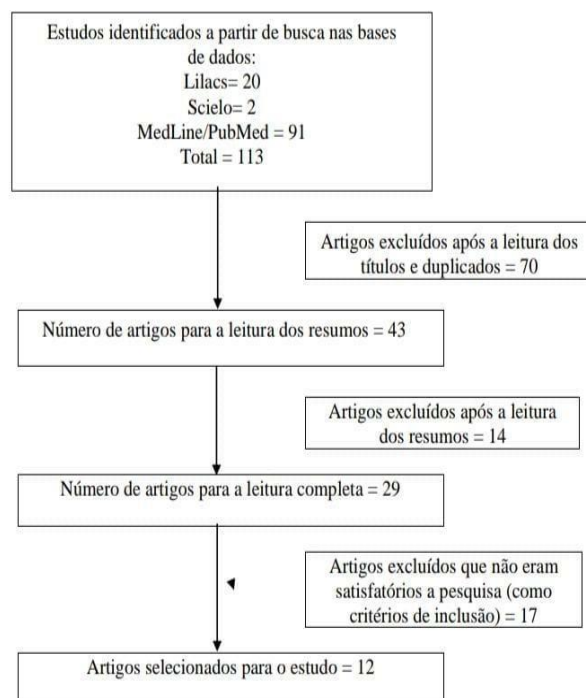 Estudos identificados a partir de busca nas bases
de dados:
Lilacs= 20
Scielo= 2
MedLine/PubMed = 91
Total = 113
Artigos excluídos após a leitura dos
títulos e duplicados = 70
Número de artigos para a leitura dos resumos = 43
Artigos excluídos após a leitura
dos resumos = 14
Número de artigos para a leitura completa = 29
Artigos excluídos que não eram
satisfatórios a pesquisa (como
critérios de inclusão) = 17
Artigos selecionados para o estudo = 12